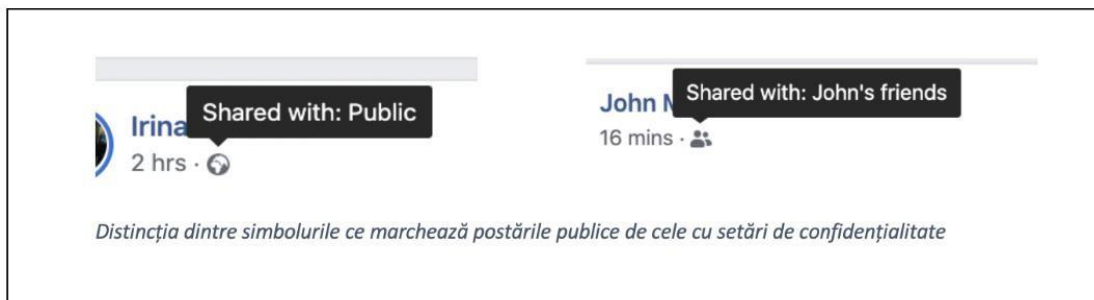 Shared with: Public
Irina
2 hrs ·
Shared with: John's friends
John
16 mins ·
Distincția dintre simbolurile ce marchează postările publice de cele cu setări de confidențialitate